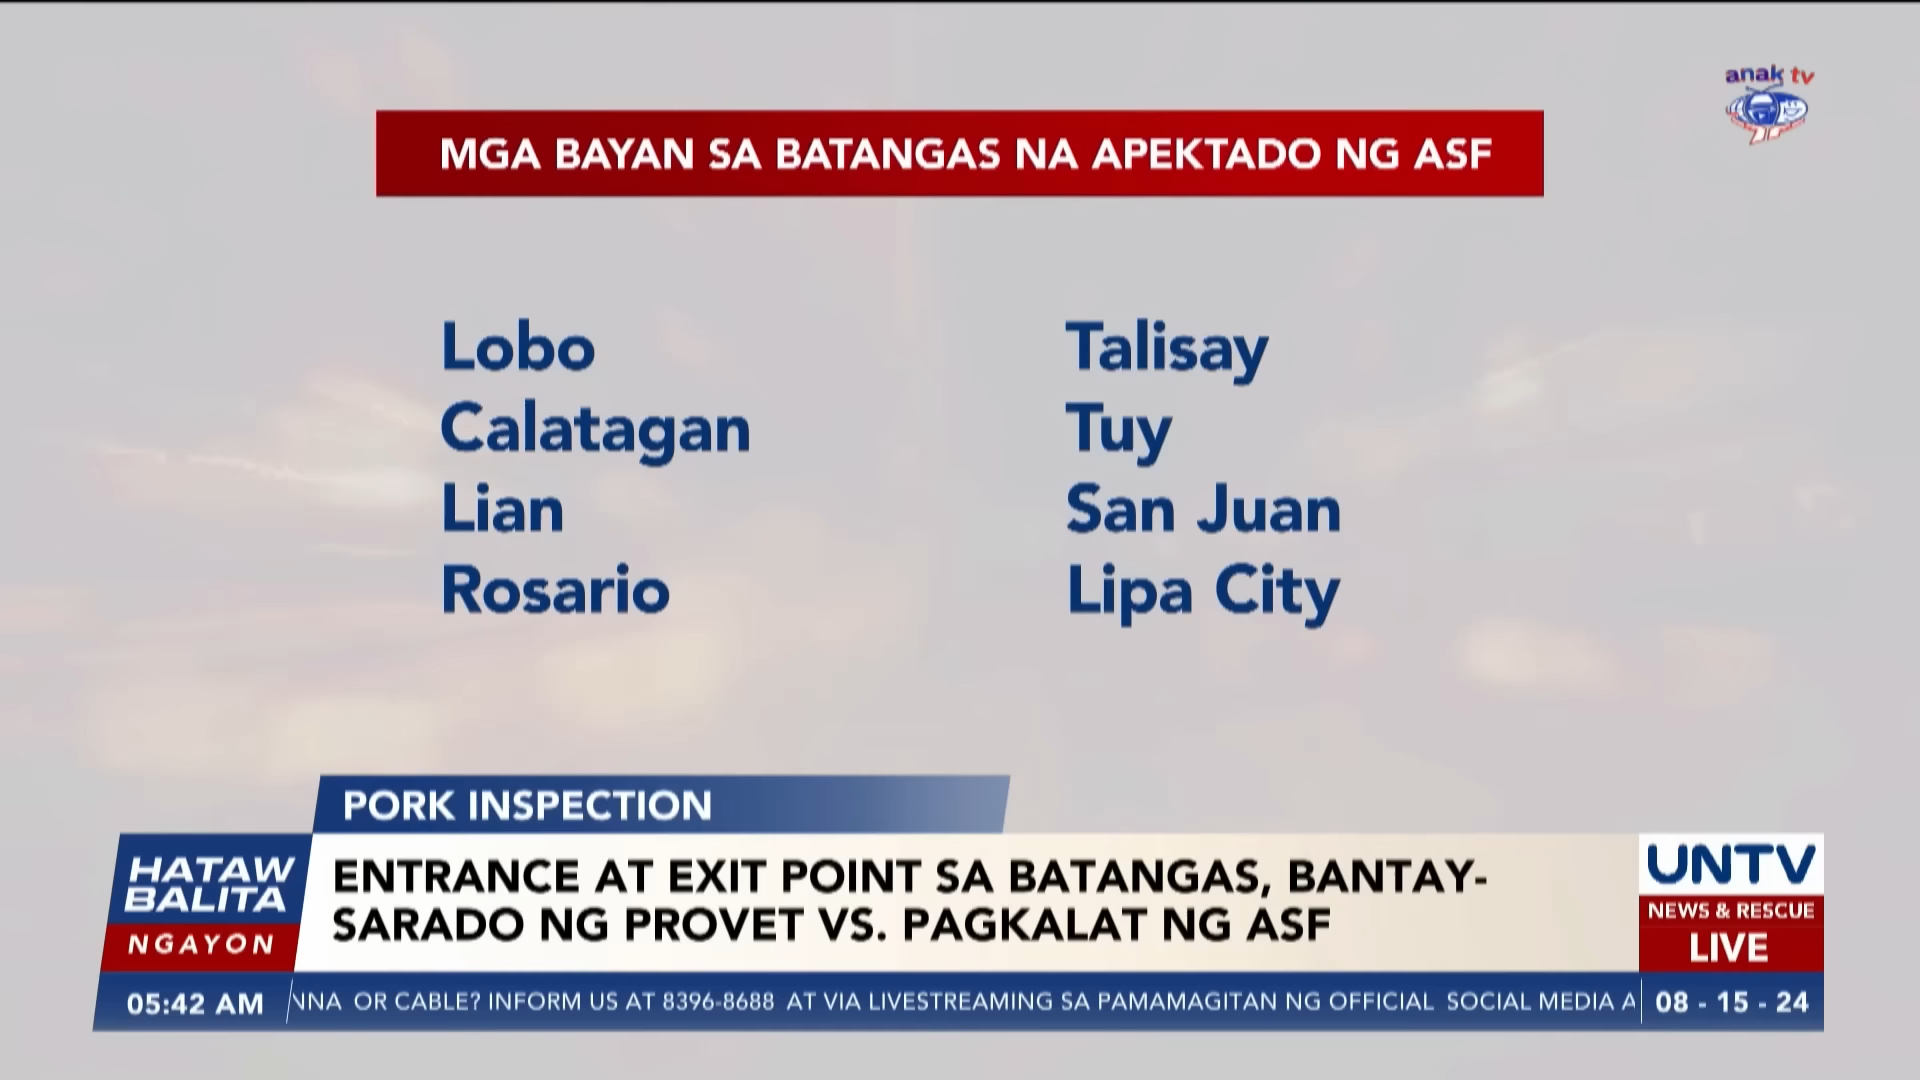 anak tv
MGA BAYAN SA BATANGAS NA APEKTADO NG ASF
Lobo
Calatagan
Lian
Rosario
Talisay
Tuy
San Juan
Lipa City
PORK INSPECTION
HATAW
BALITA
NGAYON
ENTRANCE AT EXIT POINT SA BATANGAS, BANTAY-
SARADO NG PROVET VS. PAGKALAT NG ASF
UNTV
NEWS & RESCUE
LIVE
05:42 AM
OR CABLE? INFORM US AT 8396-8688 AT VIA LIVESTREAMING SA PAMAMAGITAN NG OFFICIAL SOCIAL MEDIA
08 - 15 - 24